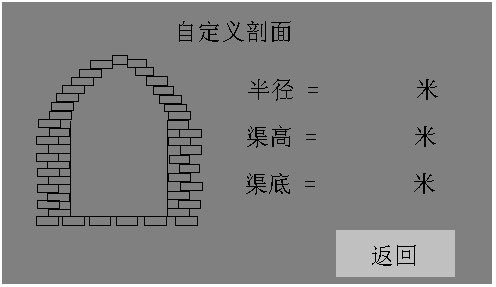 自定义剖面
半径 = 米
渠高 = 米
渠底 = 米
返回